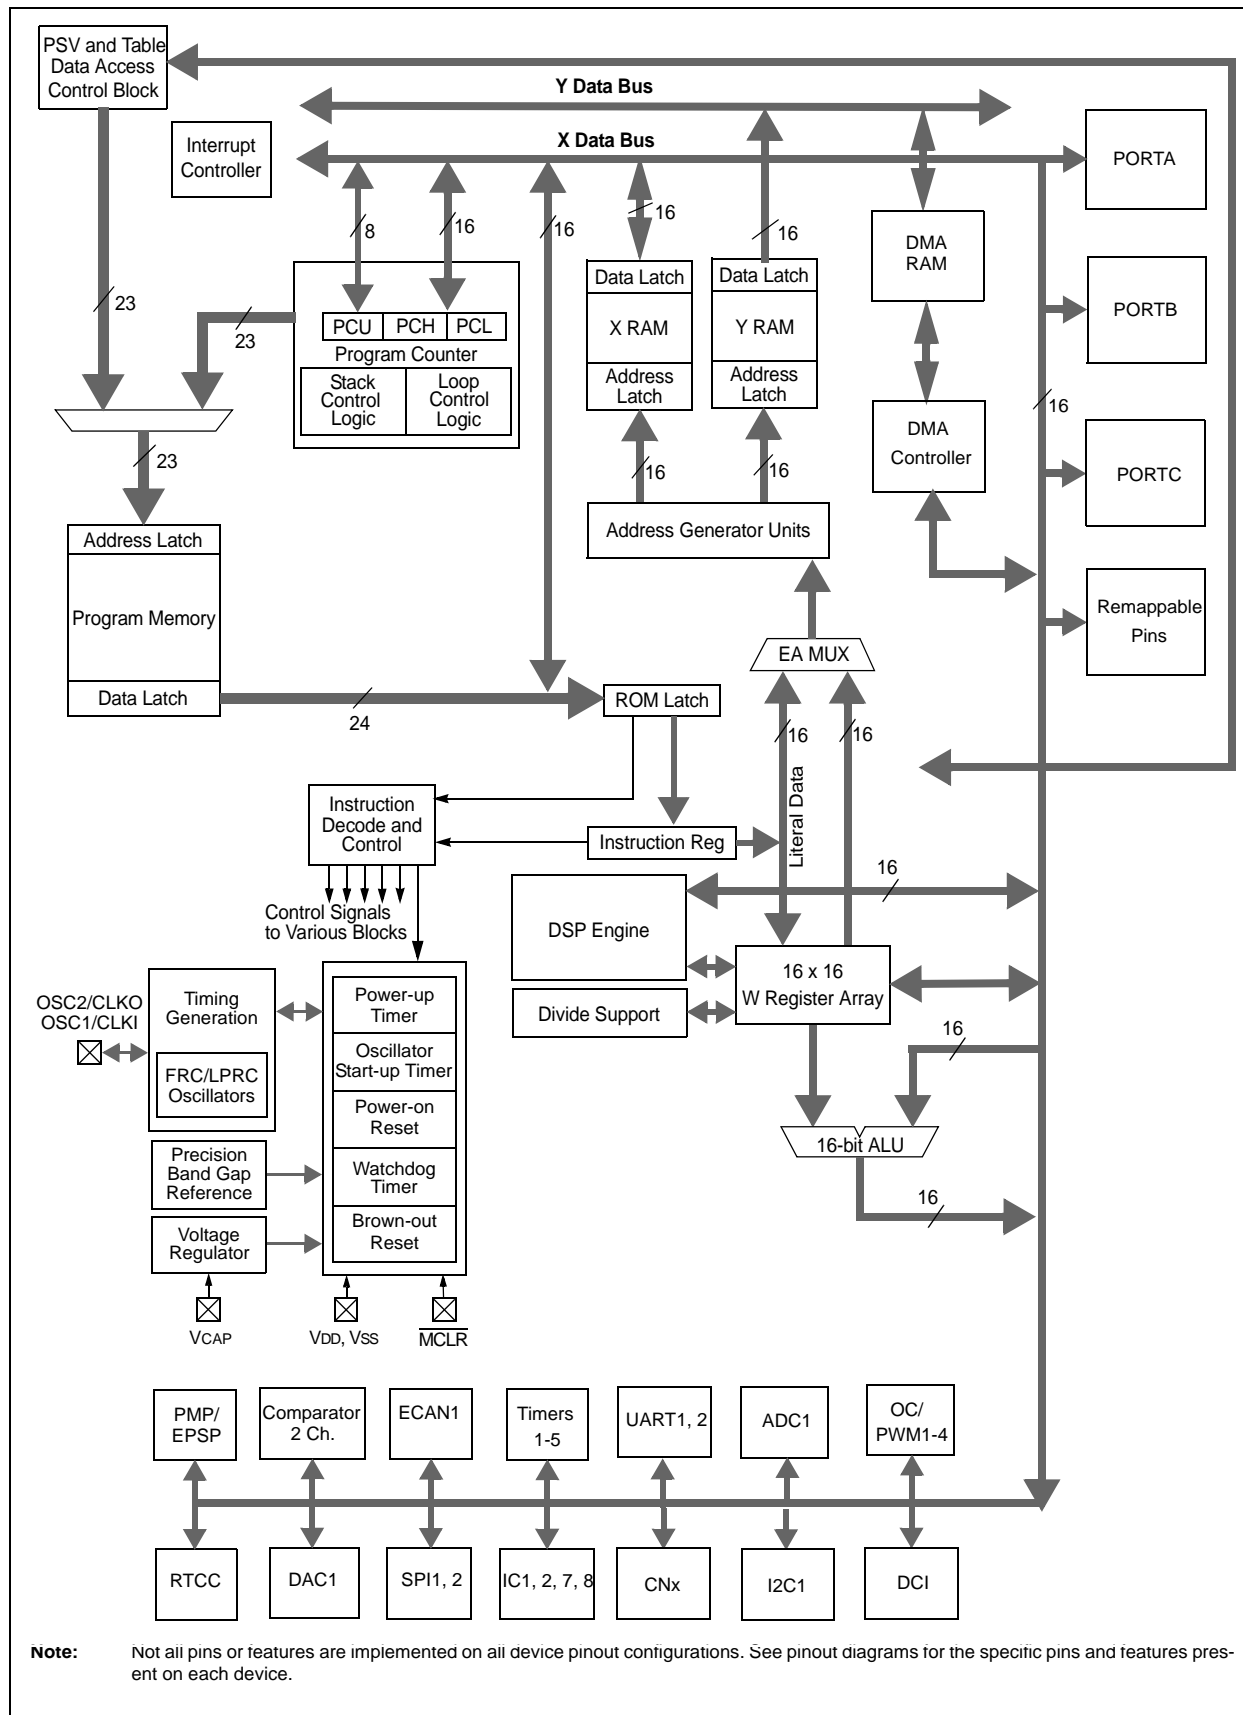 PSV and Table
Data Access
Control Block
Y Data Bus
Interrupt
Controller
X Data Bus
PORTA
8
16
16
16
16
DMA
RAM
23
23
Data Latch
Data Latch
PCU
PCH
PCL
X RAM
Y RAM
PORTB
Program Counter
Stack
Control
Logic
Loop
Control
Logic
Address
Latch
Address
Latch
16
23
16
16
DMA
Controller
PORTC
Address Generator Units
Address Latch
Program Memory
Data Latch
Remappable
Pins
EA MUX
24
ROM Latch
16
16
Instruction
Decode and
Control
Literal Data
Instruction Reg
16
Control Signals
to Various Blocks
DSP Engine
16 x 16
W Register Array
Divide Support
OSC2/CLKO
OSC1/CLKI
Timing
Generation
FRC/LPRC
Oscillators
Power-up
Timer
Oscillator
Start-up Timer
Power-on
Reset
Watchdog
Timer
Brown-out
Reset
16
16-bit ALU
16
Precision
Band Gap
Reference
Voltage
Regulator
VCAP
VDD, VSS
MCLR
PMP/
EPSP
Comparator
2 Ch.
ECAN1
Timers
1-5
UART1, 2
ADC1
OC/
PWM1-4
RTCC
DAC1
SPI1, 2
IC1, 2, 7, 8
CNx
I2C1
DCI
Note: Not all pins or features are implemented on all device pinout configurations. See pinout diagrams for the specific pins and features pres-
ent on each device.